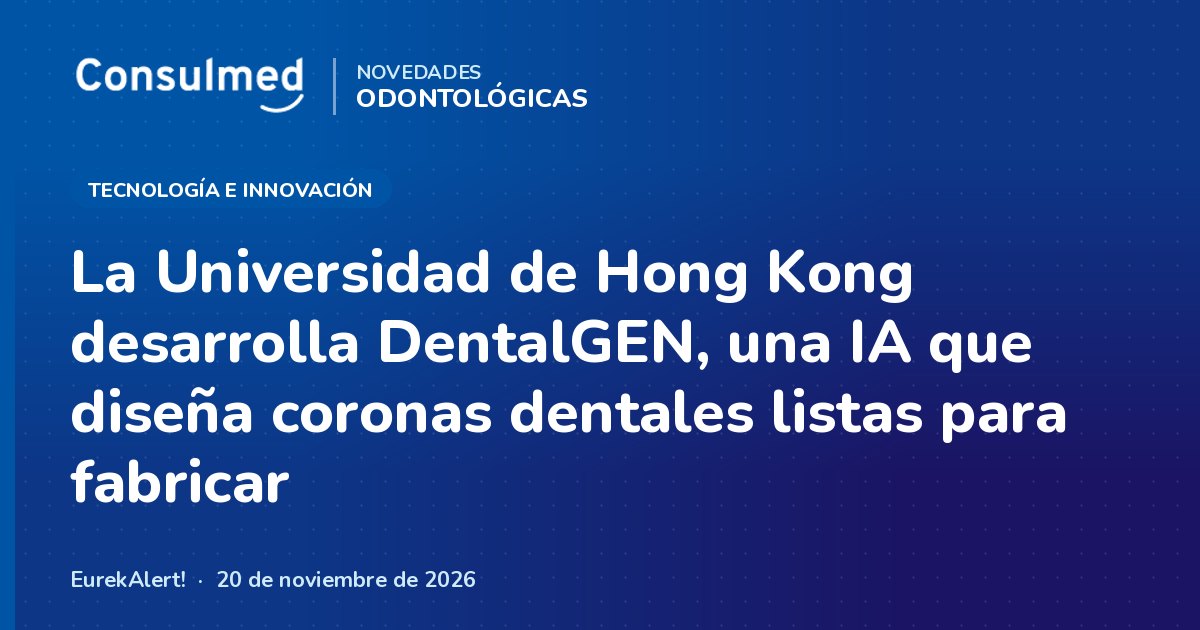 Consulmed
NOVEDADES
ODONTOLÓGICAS
TECNOLOGÍA E INNOVACIÓN
La Universidad de Hong Kong
desarrolla DentalGEN, una IA que
diseña coronas dentales listas para
fabricar
EurekAlert! · 20 de noviembre de 2026